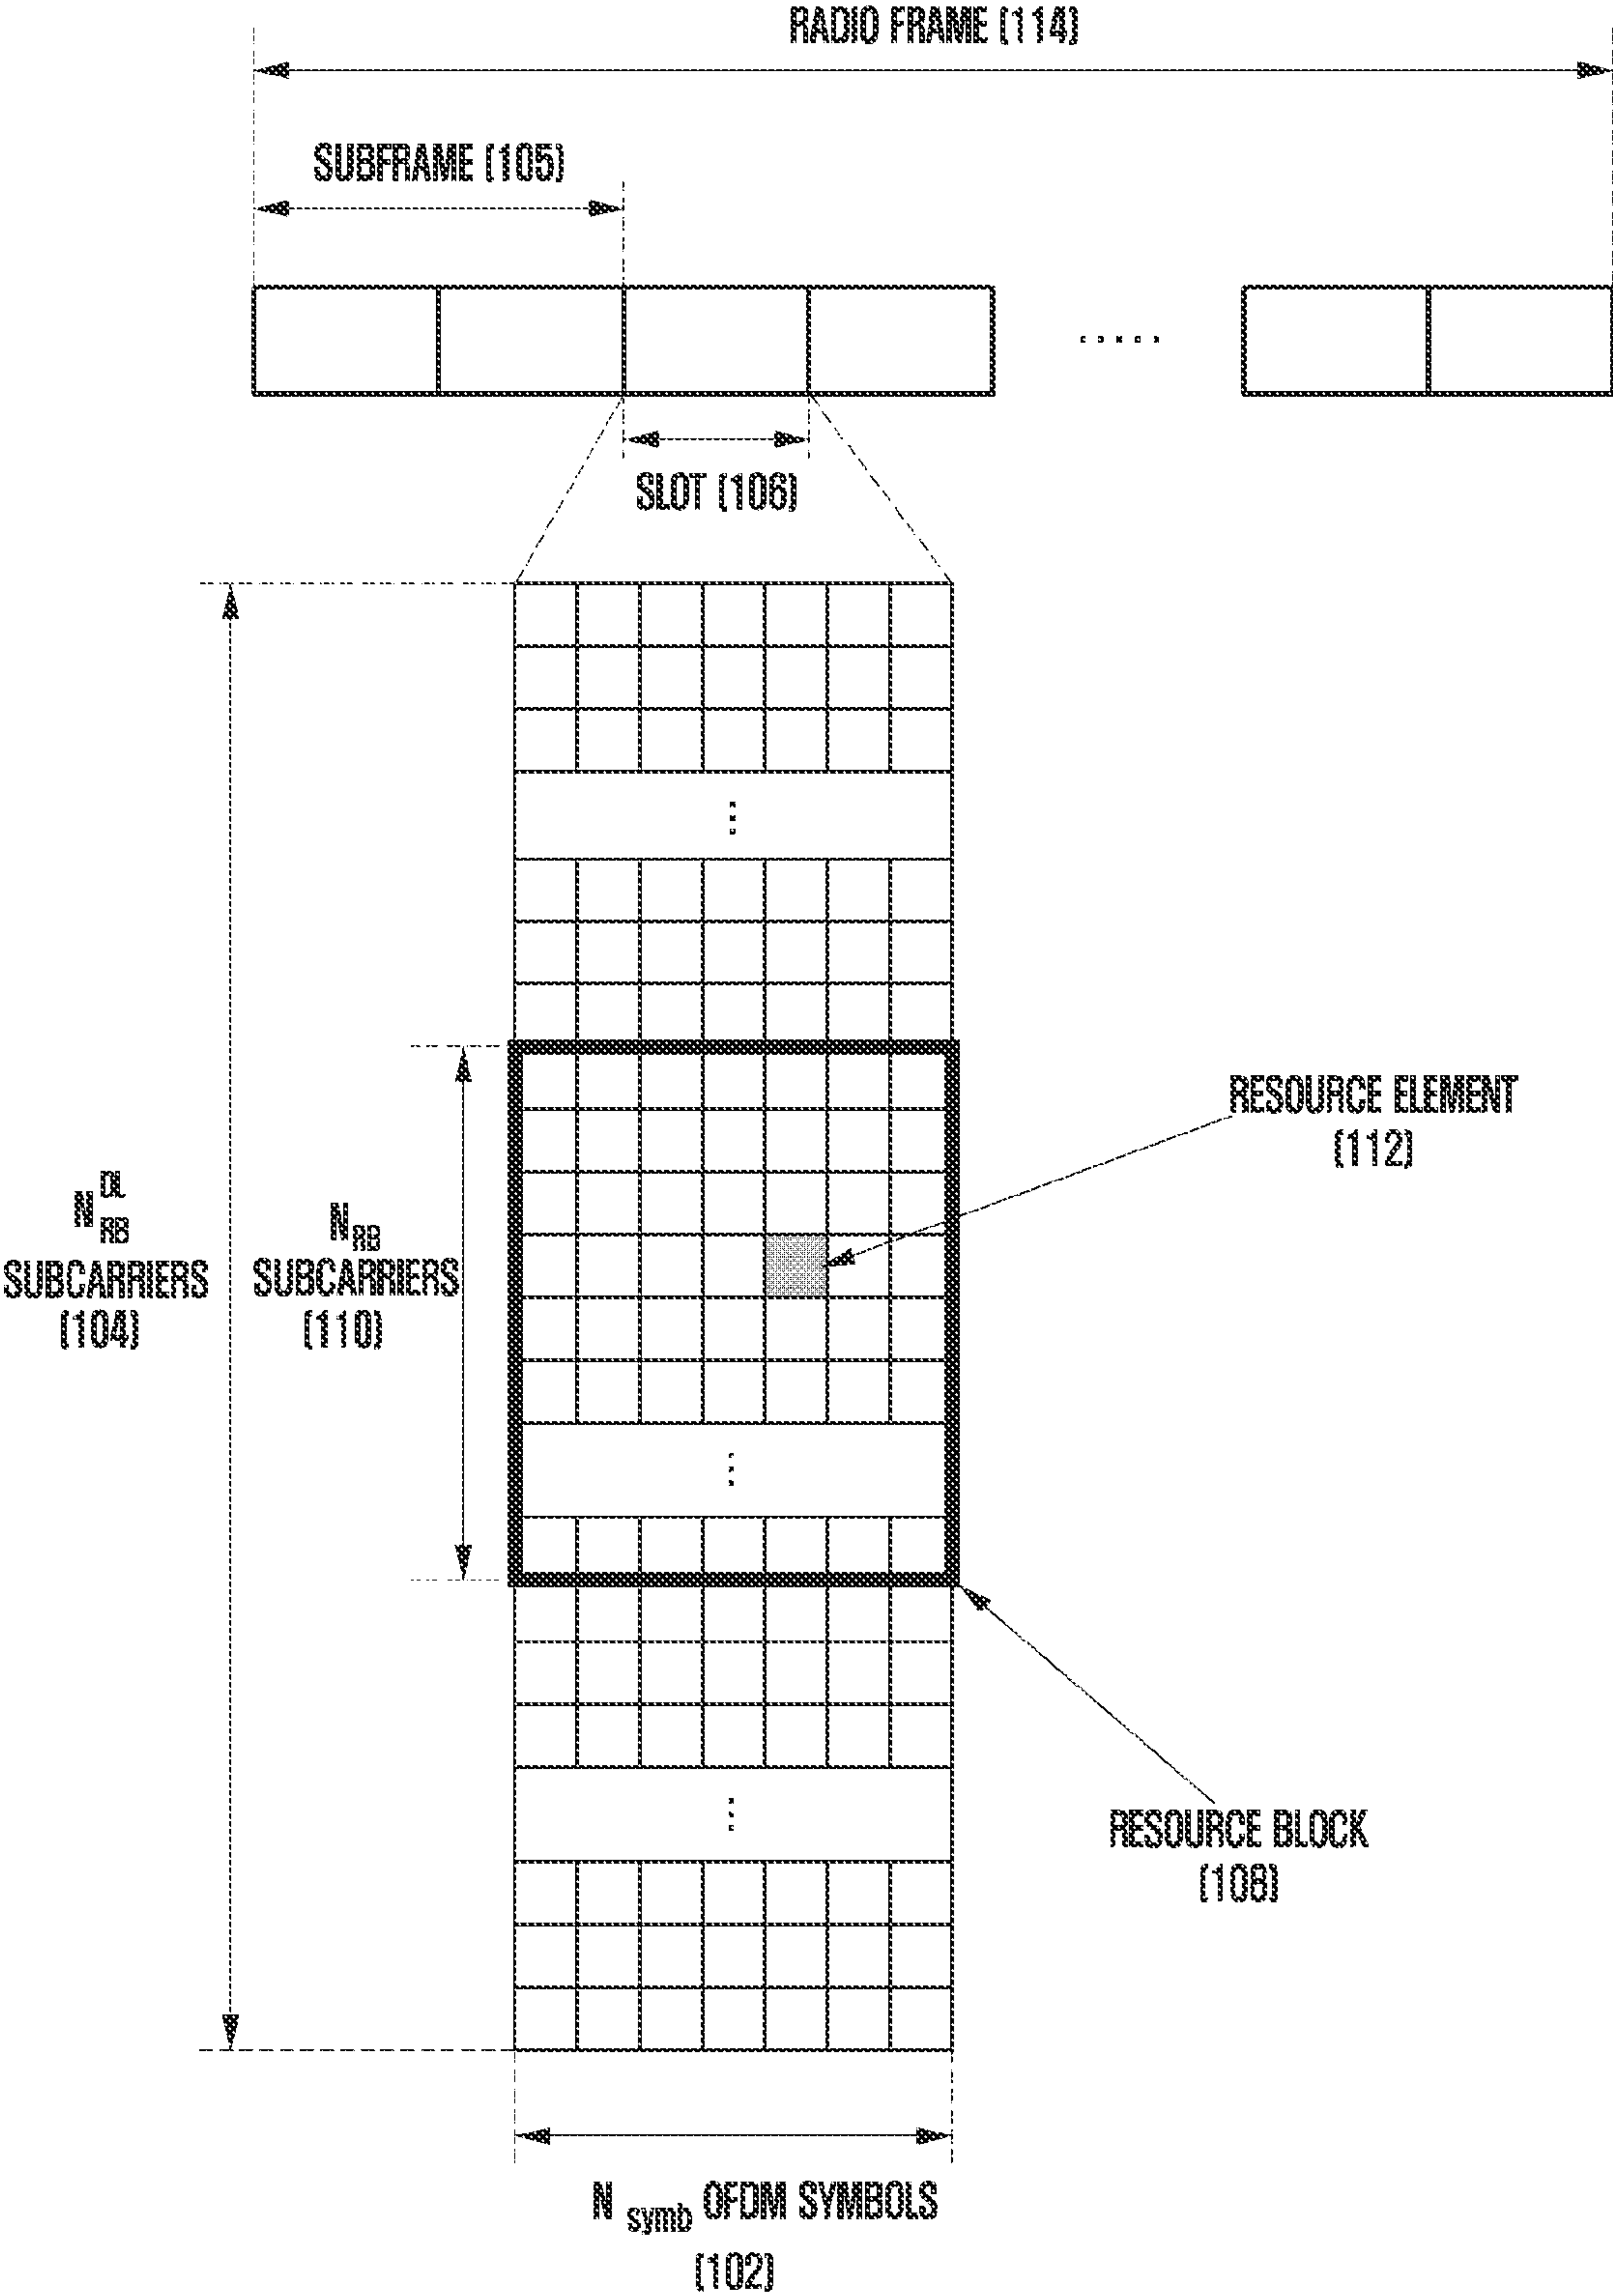 RADIO FRAME (114)
SUBFRAME (105)
SLOT (106)
RESOURCE ELEMENT
(112)
N DL RB
SUBCARRIERS
(104)
N RB
SUBCARRIERS
(110)
RESOURCE BLOCK
(108)
N symb OFDM SYMBOLS
(102)